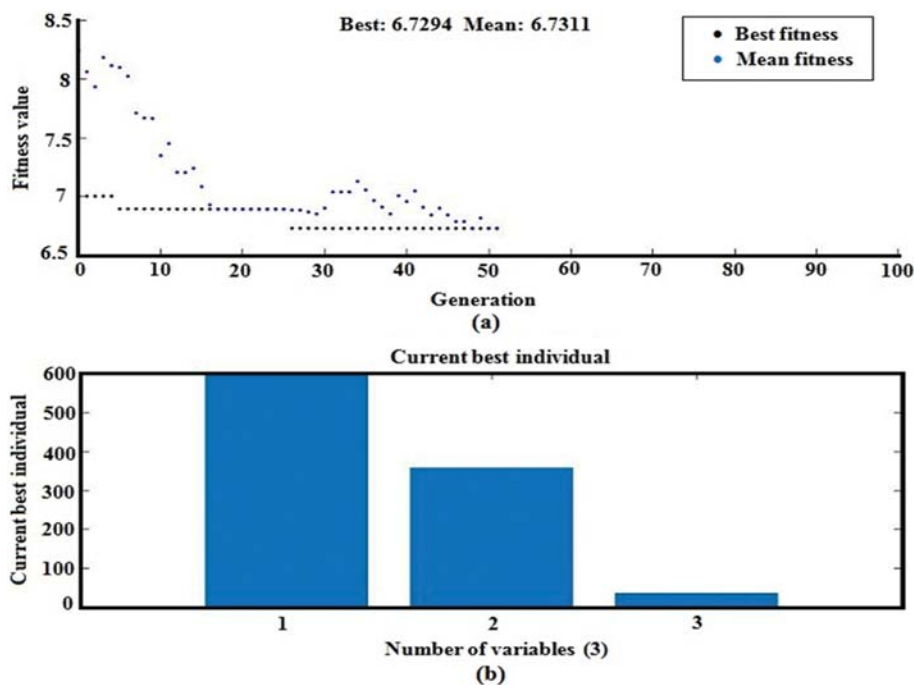 Best: 6.7294 Mean: 6.7311
Best fitness
Mean fitness
Fitness value
8.5
8
7.5
7
6.5
0 10 20 30 40 50 60 70 80 90 100
Generation
(a)
Current best individual
Current best individual
600
500
400
300
200
100
0
1 2 3
Number of variables (3)
(b)